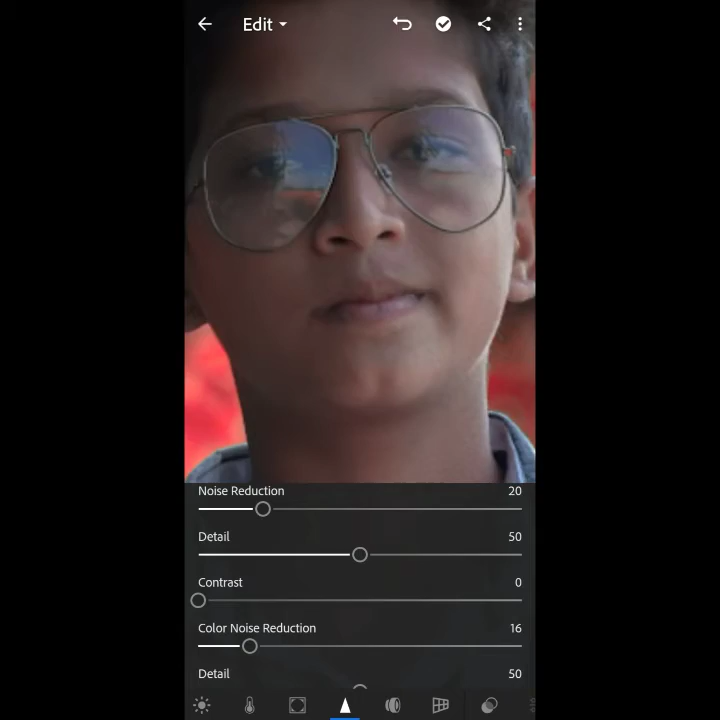 Edit
Noise Reduction 20
Detail 50
Contrast 0
Color Noise Reduction 16
Detail 50